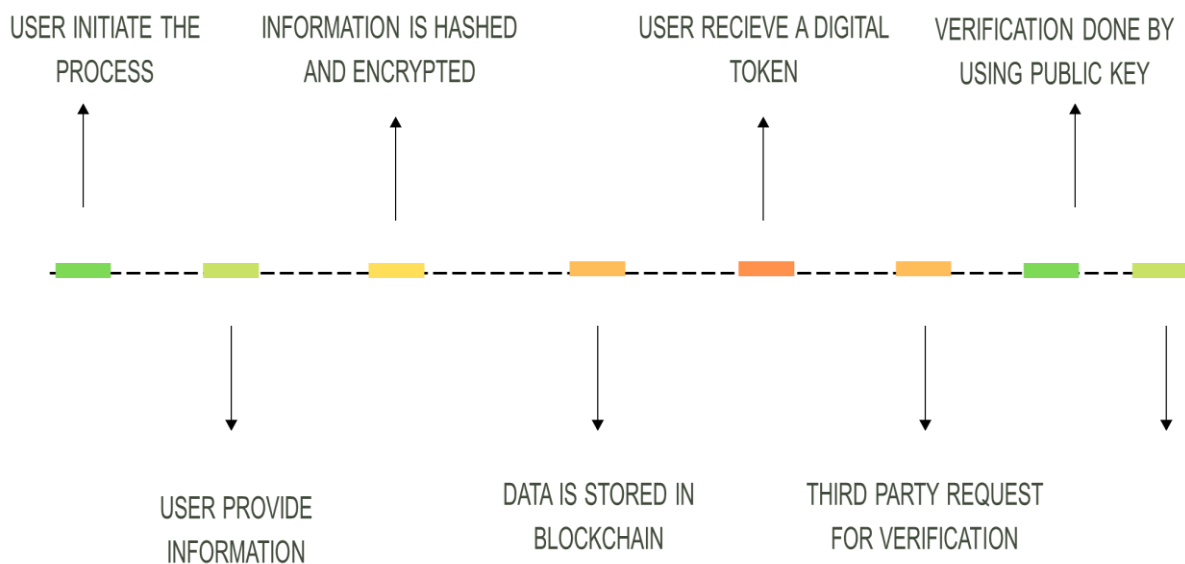 USER INITIATE THE
PROCESS
INFORMATION IS HASHED
AND ENCRYPTED
USER RECIEVE A DIGITAL
TOKEN
VERIFICATION DONE BY
USING PUBLIC KEY
USER PROVIDE
INFORMATION
DATA IS STORED IN
BLOCKCHAIN
THIRD PARTY REQUEST
FOR VERIFICATION